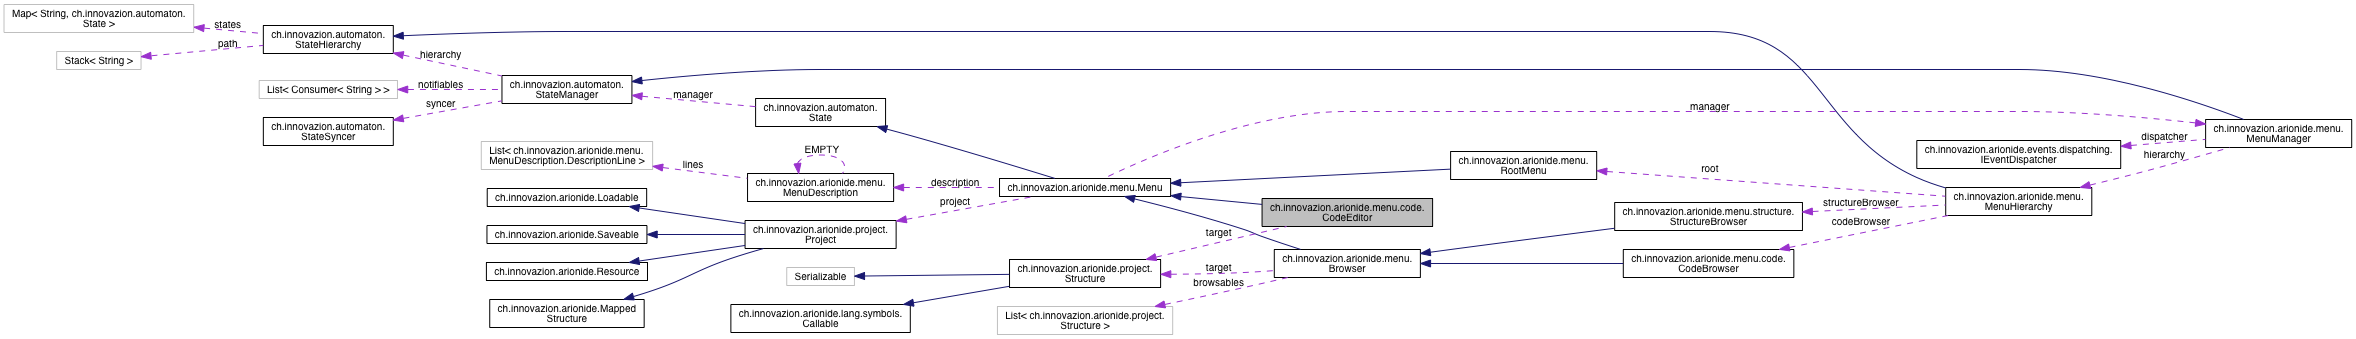 Map< String, ch.innovazion.automaton.
State >
states
path
Stack< String >
ch.innovazion.automaton.
StateHierarchy
hierarchy
List< Consumer< String > >
notifiables
syncer
ch.innovazion.automaton.
StateSyncer
ch.innovazion.automaton.
StateManager
manager
ch.innovazion.automaton.
State
List< ch.innovazion.arionide.menu.
MenuDescription.DescriptionLine >
lines
EMPTY
ch.innovazion.arionide.menu.
MenuDescription
description
project
ch.innovazion.arionide.Loadable
ch.innovazion.arionide.Saveable
ch.innovazion.arionide.Resource
ch.innovazion.arionide.Mapped
Structure
ch.innovazion.arionide.project.
Project
Serializable
ch.innovazion.arionide.lang.symbols.
Callable
ch.innovazion.arionide.menu.Menu
ch.innovazion.arionide.project.
Structure
List< ch.innovazion.arionide.project.
Structure >
target
target
browsables
ch.innovazion.arionide.menu.code.
CodeEditor
ch.innovazion.arionide.menu.
Browser
ch.innovazion.arionide.menu.
RootMenu
manager
root
ch.innovazion.arionide.menu.structure.
StructureBrowser
ch.innovazion.arionide.menu.code.
CodeBrowser
structureBrowser
codeBrowser
ch.innovazion.arionide.events.dispatching.
IEventDispatcher
ch.innovazion.arionide.menu.
MenuHierarchy
dispatcher
hierarchy
ch.innovazion.arionide.menu.
MenuManager